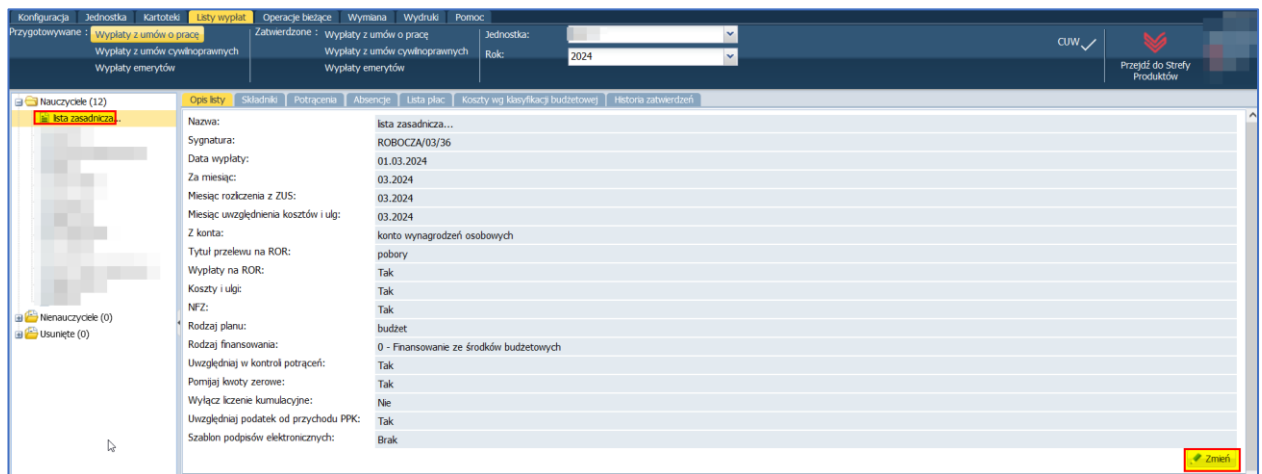 Konfiguracja Jednostka Kartoteki Listy wypłat Operacje bieżące Wymiana Wydruki Pomoc
Przygotowywane : Wypłaty z umów o pracę Zatwierdzone : Wypłaty z umów o pracę Jednostka:
Wypłaty z umów cywilnoprawnych Wypłaty z umów cywilnoprawnych Rok: 2024
Wypłaty emerytów Wypłaty emerytów
CUW
Przejdź do Strefy
Produktów
Nauczyciele (12)
lista zasadnicza...
Nienauczyciele (0)
Usunięte (0)
Opis listy Składniki Potrącenia Absencje Lista płac Koszty wg klasyfikacji budżetowej Historia zatwierdzeń
Nazwa: lista zasadnicza...
Sygnatura: ROBOCZA/03/36
Data wypłaty: 01.03.2024
Za miesiąc: 03.2024
Miesiąc rozliczenia z ZUS: 03.2024
Miesiąc uwzględnienia kosztów i ulg: 03.2024
Z konta: konto wynagrodzeń osobowych
Tytuł przelewu na ROR: pobory
Wypłaty na ROR: Tak
Koszty i ulgi: Tak
NFZ: Tak
Rodzaj planu: budżet
Rodzaj finansowania: 0 - Finansowanie ze środków budżetowych
Uwzględniaj w kontroli potrąceń: Tak
Pomijaj kwoty zerowe: Tak
Wyłącz liczenie kumulacyjne: Nie
Uwzględniaj podatek od przychodu PPK: Tak
Szablon podpisów elektronicznych: Brak
Zmień